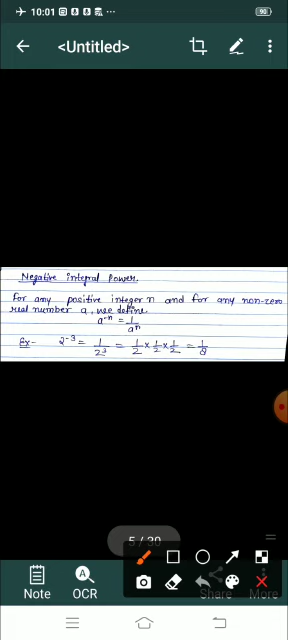 10:01
90
<Untitled>
Negative integral Power.
For any positive integer n and for any non-zero
real number a, we define
a⁻ⁿ = 1/aⁿ
Ex- 2⁻³ = 1/2³ = 1/2 × 1/2 × 1/2 = 1/8
5 / 30
Note
OCR
Share
More